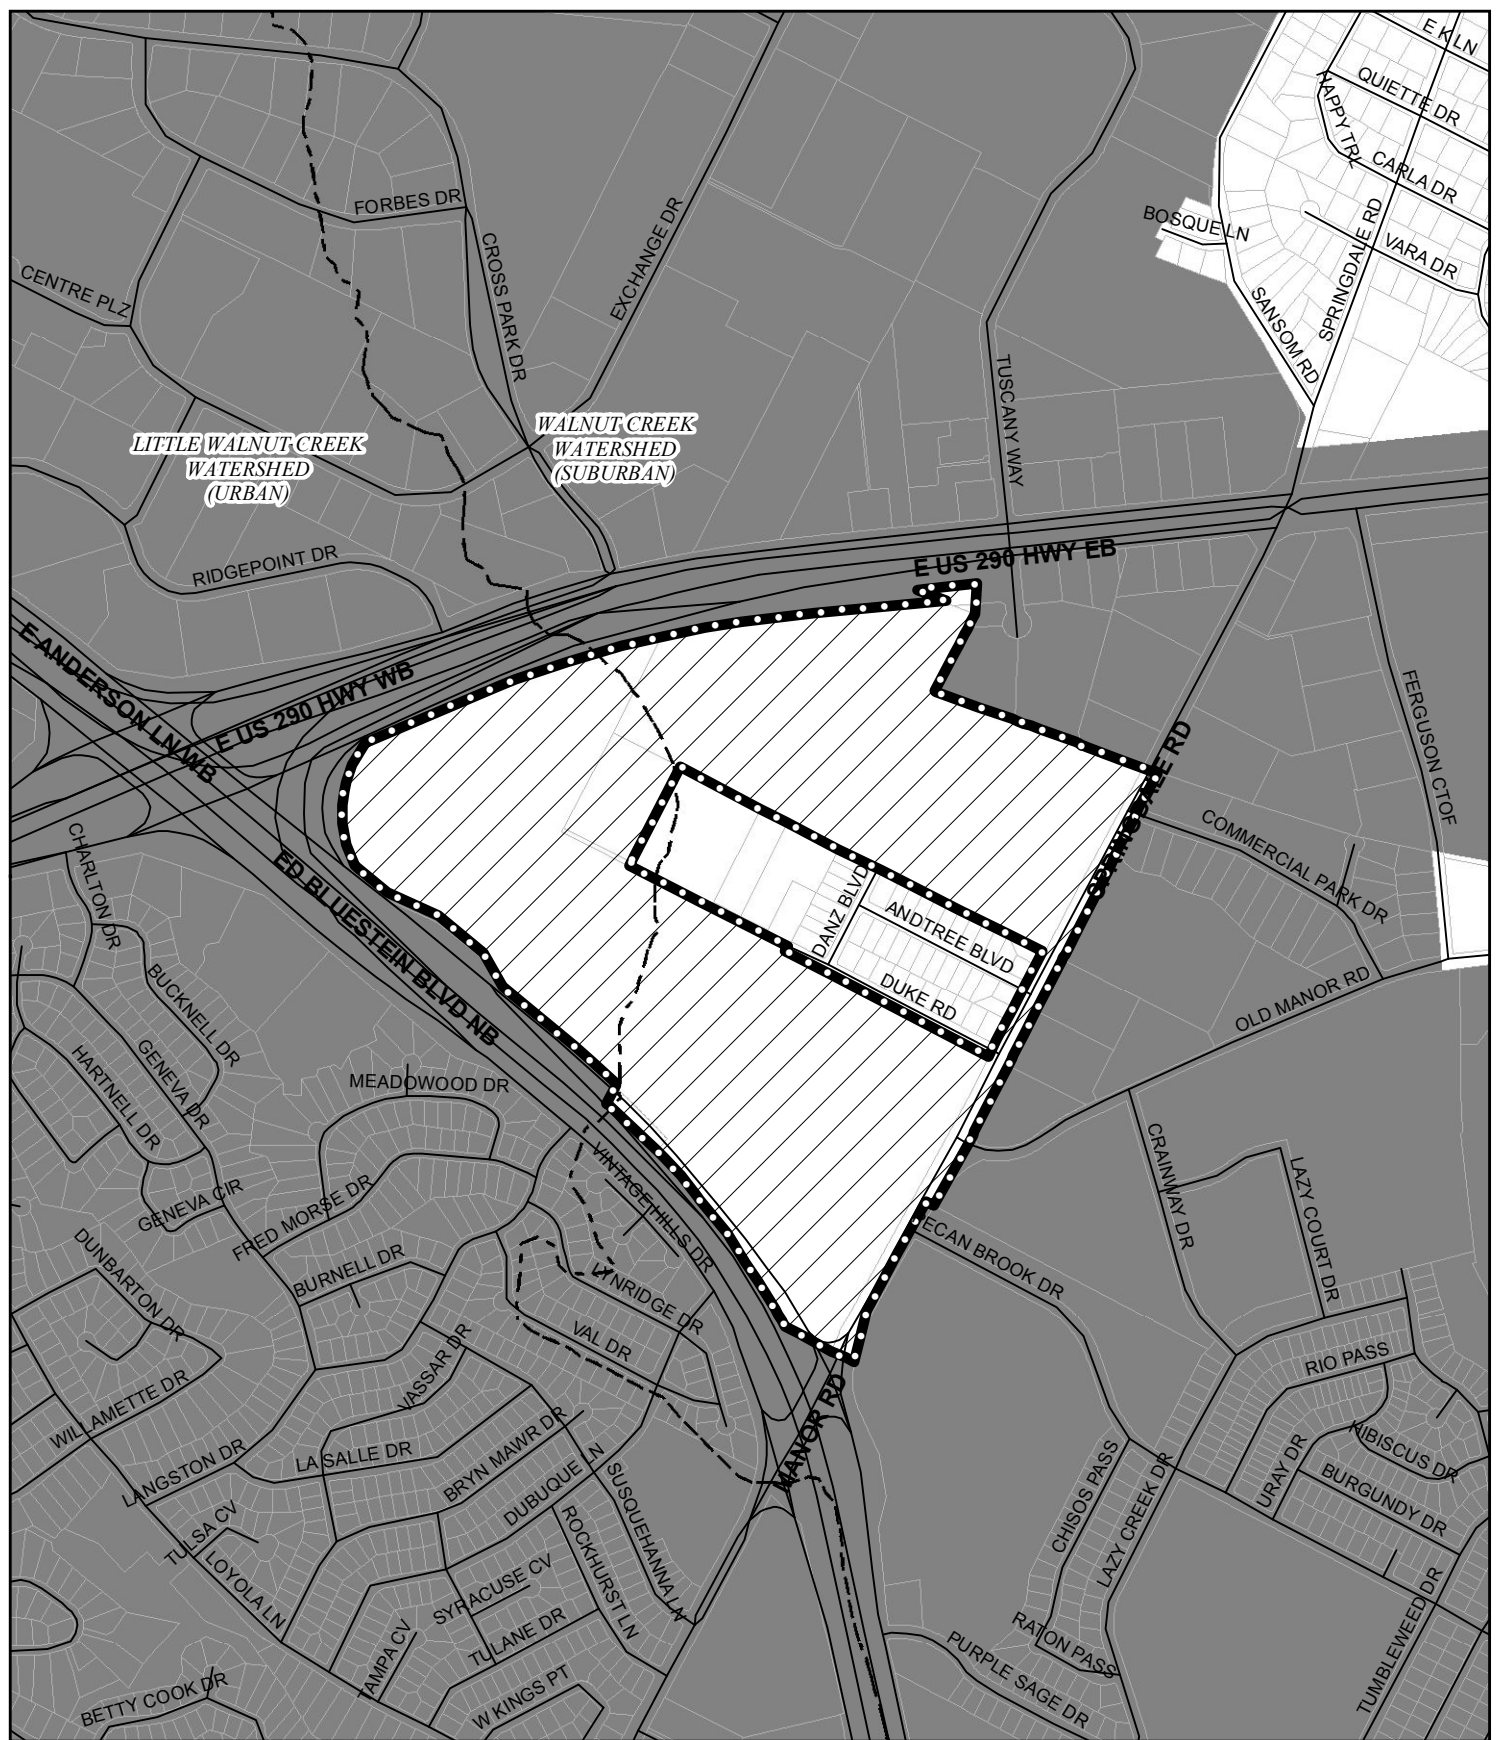 E K LN
QUIETTE DR
HAPPY TRL
CARLA DR
FORBES DR
BOSQUE LN
VARA DR
CROSS PARK DR
EXCHANGE DR
SPRINGDALE RD
CENTRE PLZ
SANSOM RD
TUSCANY WAY
LITTLE WALNUT CREEK
WATERSHED
(URBAN)
WALNUT CREEK
WATERSHED
(SUBURBAN)
RIDGEPOINT DR
E US 290 HWY EB
E ANDERSON LN WB
E US 290 HWY WB
FERGUSON CTOF
SPRINGDALE RD
COMMERCIAL PARK DR
CHARLTON DR
ED BLUESTEIN BLVD NB
DANZ BLVD
ANDTREE BLVD
DUKE RD
BUCKNELL DR
OLD MANOR RD
GENEVA DR
HARTNELL DR
MEADOWOOD DR
CRAINWAY DR
VINTAGE HILLS DR
LAZY COURT DR
GENEVA CIR
FRED MORSE DR
ECAN BROOK DR
DUNBARTON DR
BURNELL DR
LYNRIDGE DR
VAL DR
RIO PASS
VASSAR DR
WILLAMETTE DR
MANOR RD
HIBISCUS DR
LANGSTON DR
LA SALLE DR
BRYN MAWR DR
DUBUQUE LN
SUSQUEHANNA LN
CHISOS PASS
LAZY CREEK DR
URAY DR
BURGUNDY DR
TULSA CV
LOYOLA LN
ROCKHURST LN
SYRACUSE CV
TAMPA CV
TULANE DR
RATON PASS
PURPLE SAGE DR
TUMBLEWEED DR
BETTY COOK DR
W KINGS PT